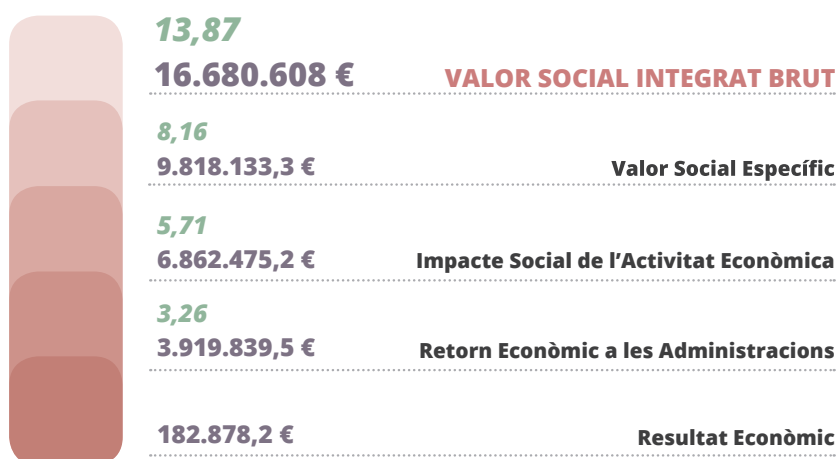 13,87
16.680.608 € VALOR SOCIAL INTEGRAT BRUT
8,16
9.818.133,3 € Valor Social Específic
5,71
6.862.475,2 € Impacte Social de l’Activitat Econòmica
3,26
3.919.839,5 € Retorn Econòmic a les Administracions
182.878,2 € Resultat Econòmic